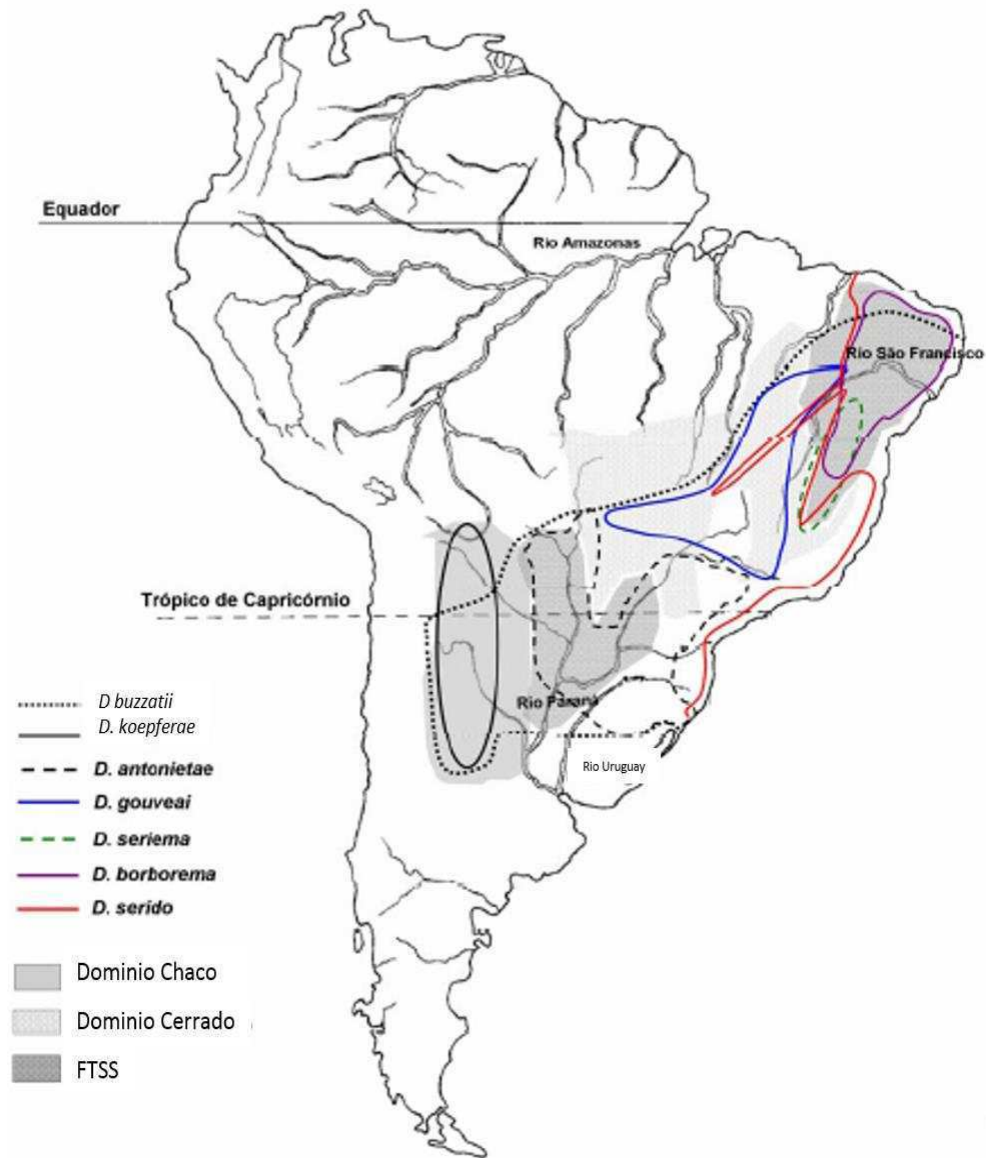 Equador
Rio Amazonas
Rio São Francisco
Trópico de Capricórnio
Rio Paraná
Rio Uruguay
D buzzatii
D. koepferae
D. antonietae
D. gouveai
D. seriema
D. borborema
D. serido
Dominio Chaco
Dominio Cerrado
FTSS